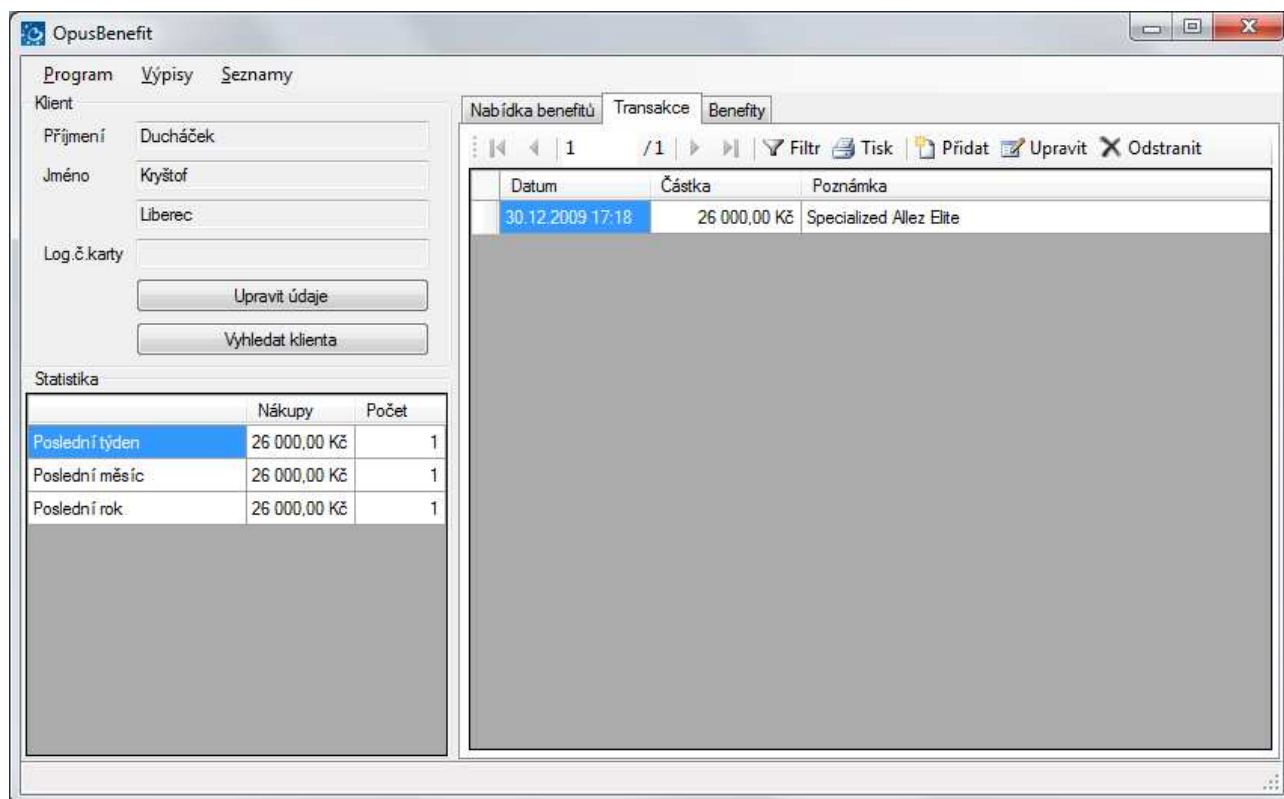 OpusBenefit
Program Výpisy Seznamy
Klient
Příjmení Ducháček
Jméno Kryštof
Liberec
Log.č.karty
Upravit údaje
Vyhledat klienta
Statistika
Nákupy Počet
Poslední týden 26 000,00 Kč 1
Poslední měsíc 26 000,00 Kč 1
Poslední rok 26 000,00 Kč 1
Nabídka benefitů Transakce Benefity
1 / 1 Filtr Tisk Přidat Upravit Odstranit
Datum Částka Poznámka
30.12.2009 17:18 26 000,00 Kč Specialized Allez Elite